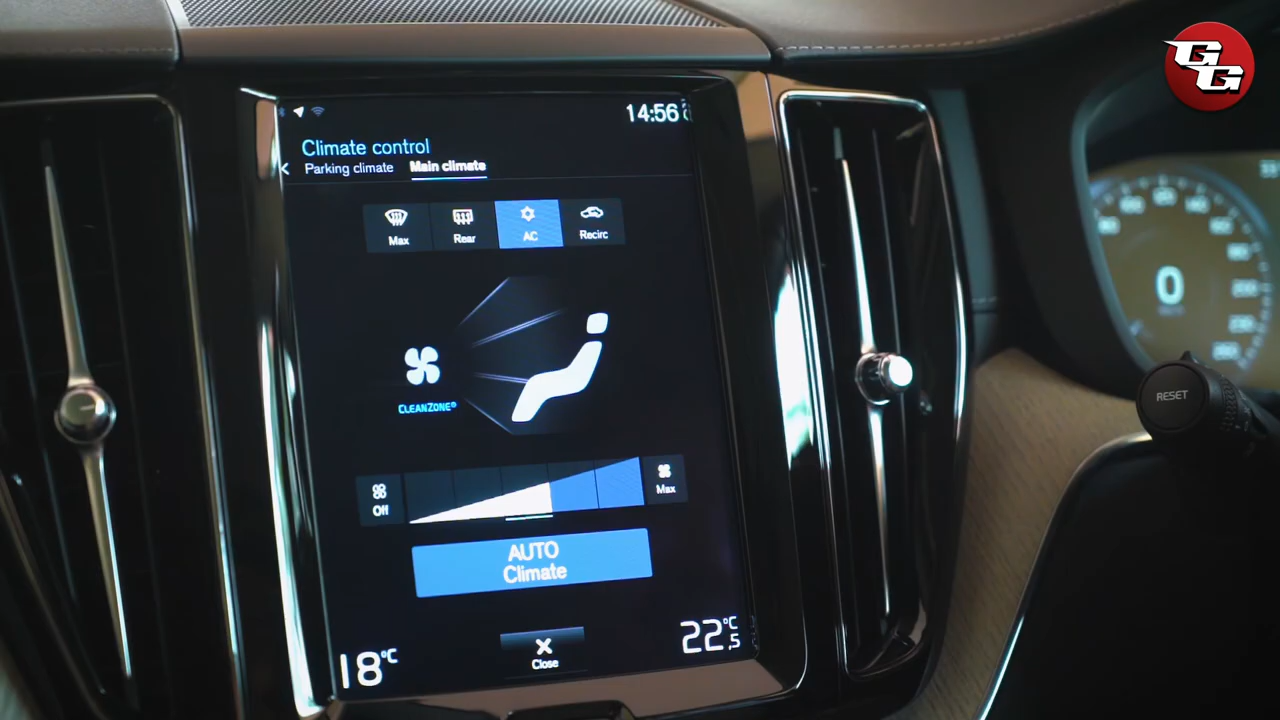 GG
14:56
Climate control
Parking climate Main climate
Max Rear AC Recirc
CLEANZONE®
Off Max
AUTO
Climate
18°C
22,5°C
Close
0
RESET